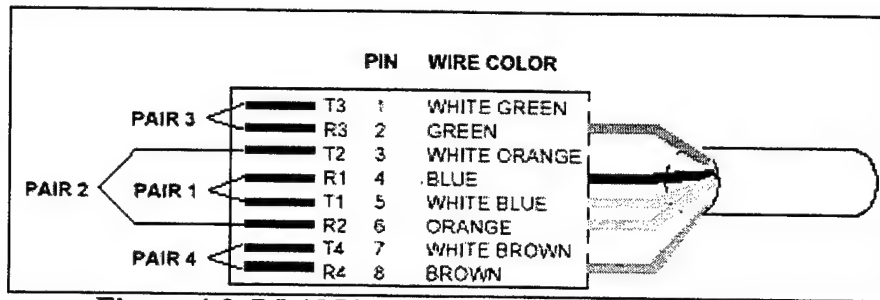 PIN WIRE COLOR
T3 1 WHITE GREEN
PAIR 3
R3 2 GREEN
T2 3 WHITE ORANGE
PAIR 2 PAIR 1
R1 4 BLUE
T1 5 WHITE BLUE
R2 6 ORANGE
T4 7 WHITE BROWN
PAIR 4
R4 8 BROWN